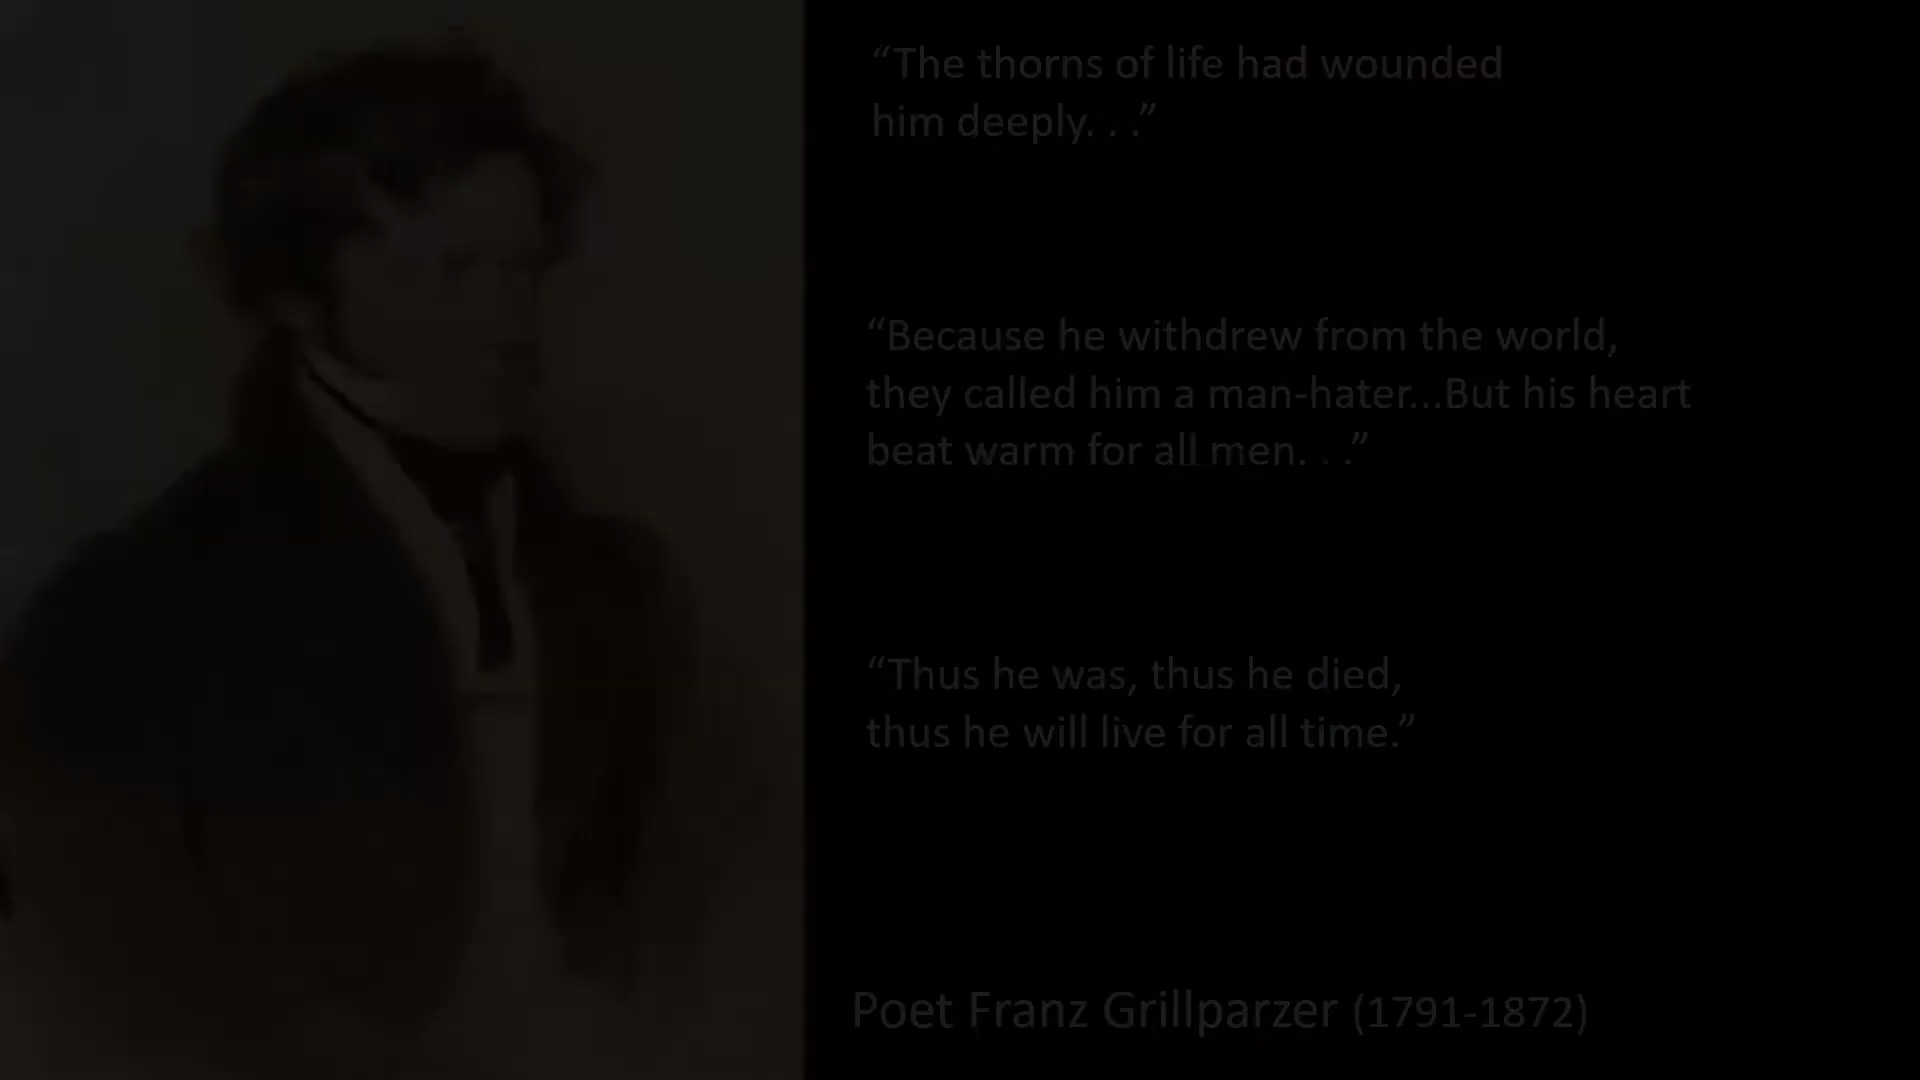 “The thorns of life had wounded
him deeply. . .”
“Because he withdrew from the world,
they called him a man-hater...But his heart
beat warm for all men. . .”
“Thus he was, thus he died,
thus he will live for all time.”
Poet Franz Grillparzer (1791-1872)